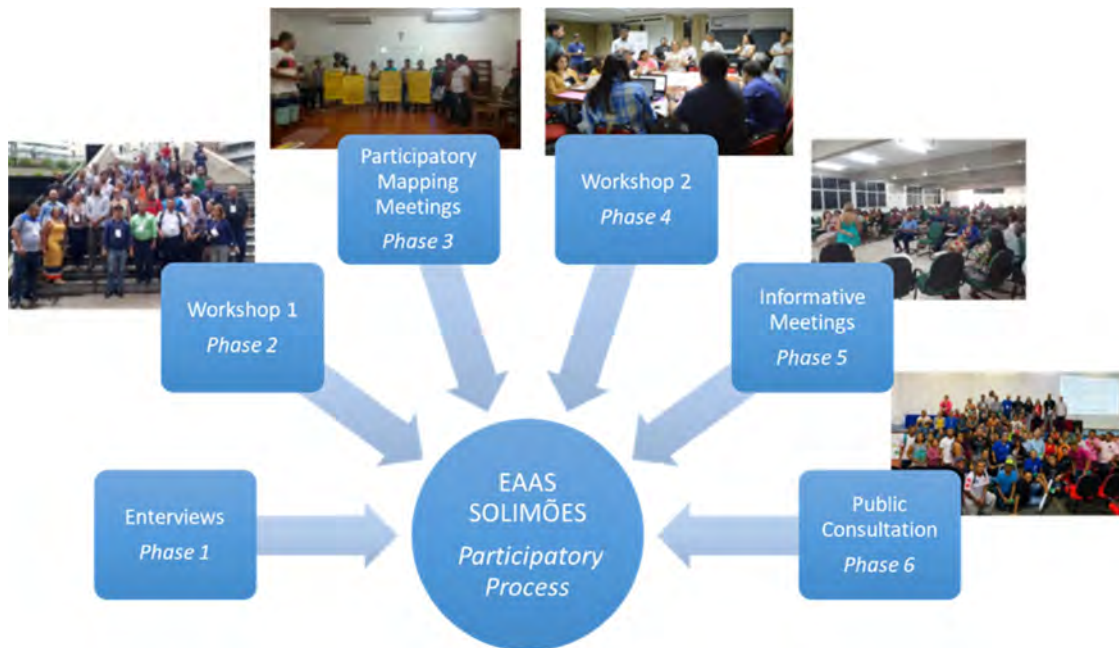 Participatory
Mapping
Meetings
Phase 3
Workshop 2
Phase 4
Workshop 1
Phase 2
Informative
Meetings
Phase 5
Enterviews
Phase 1
EAAS
SOLIMÕES
Participatory
Process
Public
Consultation
Phase 6